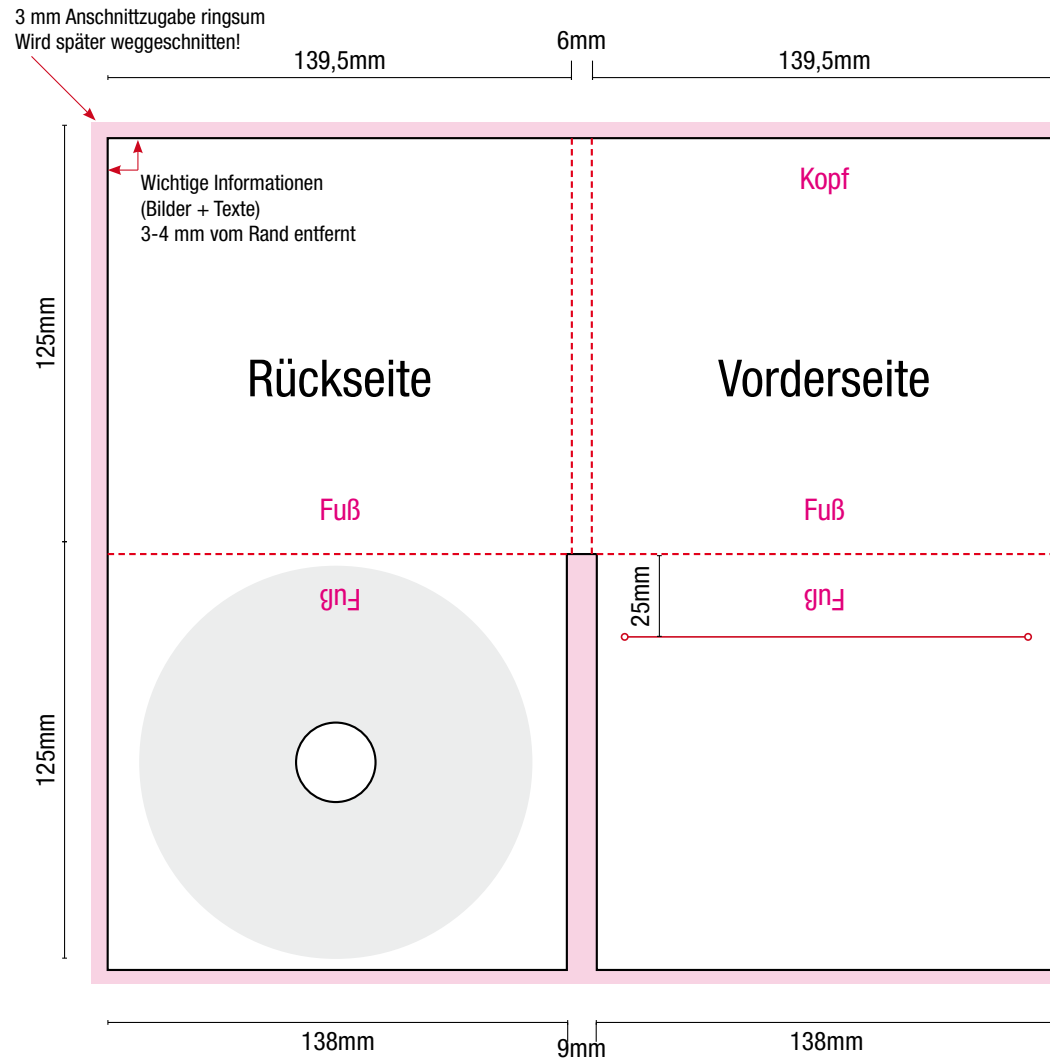 3 mm Anschnittzugabe ringsum
Wird später weggeschnitten!
6mm
139,5mm
139,5mm
Wichtige Informationen
(Bilder + Texte)
3-4 mm vom Rand entfernt
Kopf
125mm
Rückseite
Vorderseite
Fuß
Fuß
Fuß
Fuß
25mm
125mm
138mm
9mm
138mm